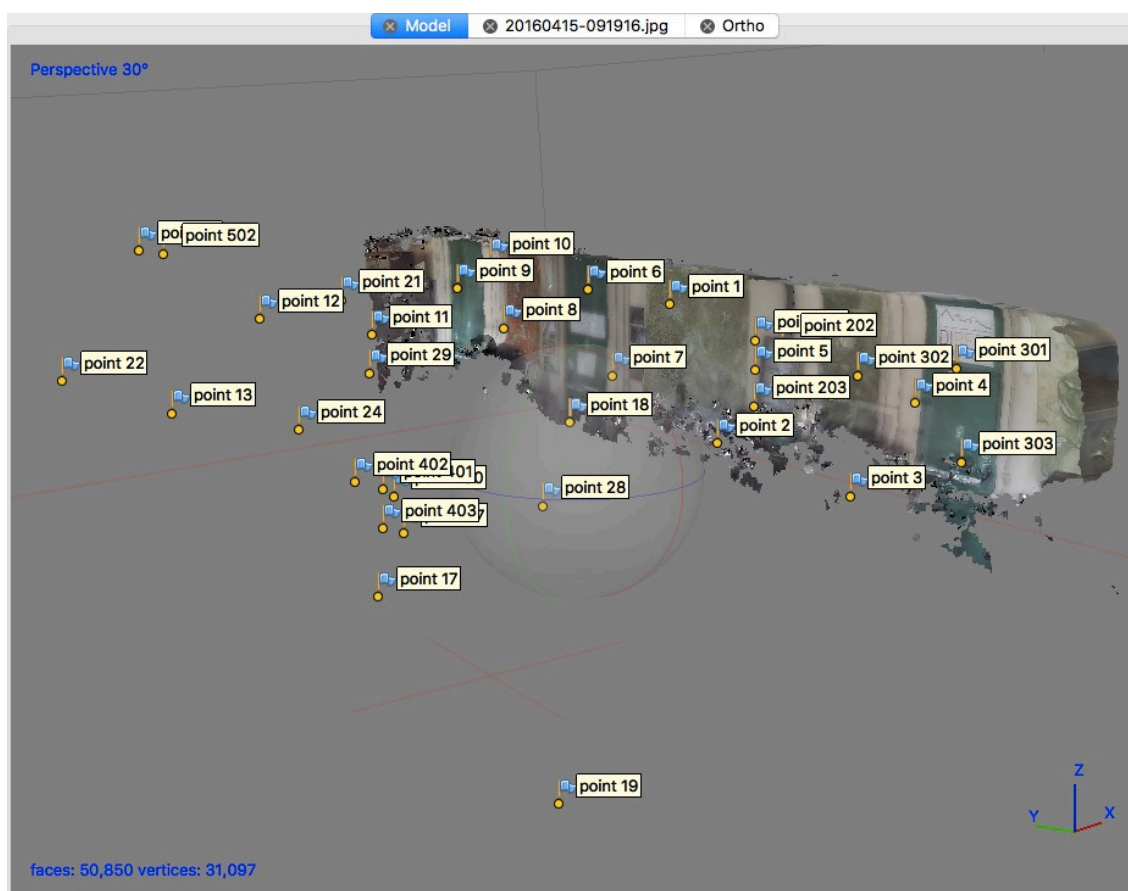 Model
20160415-091916.jpg
Ortho
Perspective 30°
point 502
point 10
point 9
point 6
point 21
point 1
point 12
point 8
point 11
point 202
point 29
point 5
point 302
point 301
point 22
point 7
point 13
point 203
point 4
point 24
point 18
point 2
point 303
point 402
401
0
point 3
point 28
point 403
7
point 17
point 19
Z
Y
X
faces: 50,850 vertices: 31,097